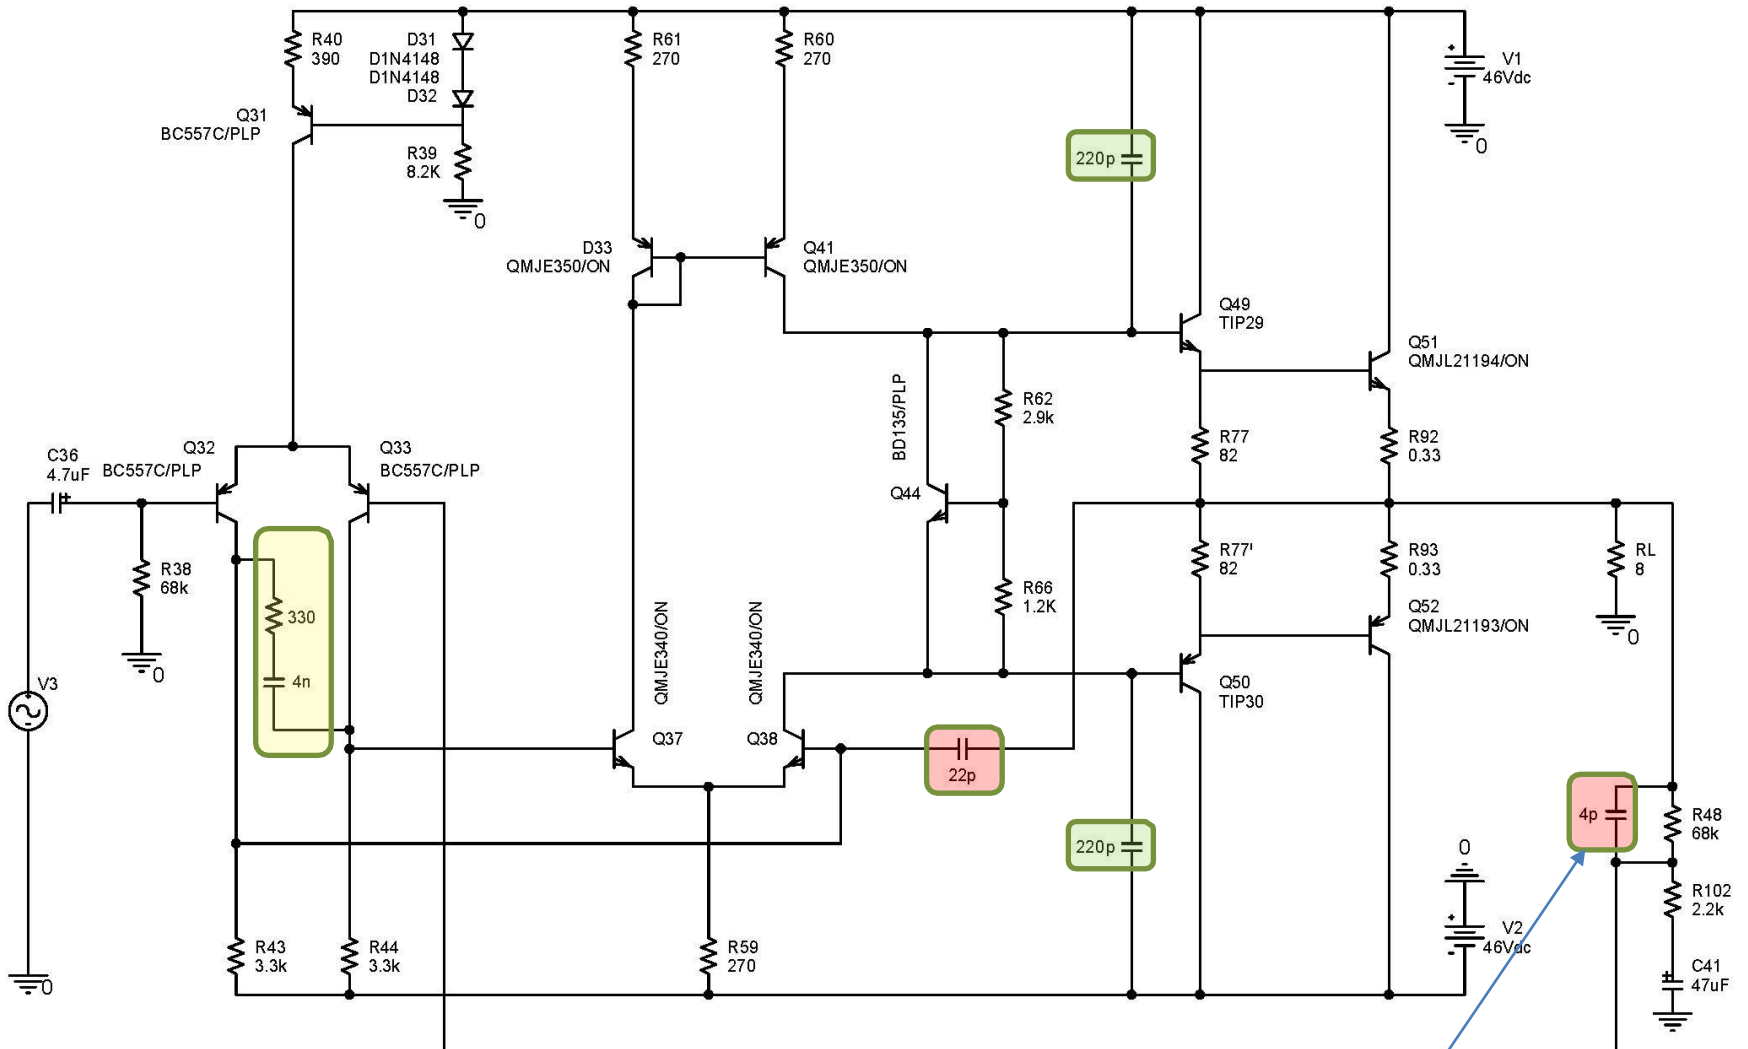 R40
390
D31
D1N4148
D1N4148
D32
R61
270
R60
270
V1
46Vdc
0
Q31
BC557C/PLP
R39
8.2K
0
220p
D33
QMJE350/ON
Q41
QMJE350/ON
Q49
TIP29
Q51
QMJL21194/ON
BD135/PLP
R62
2.9k
R77
82
R92
0.33
C36
4.7uF
Q32
BC557C/PLP
Q33
BC557C/PLP
Q44
R38
68k
0
330
4n
R77'
82
R93
0.33
RL
8
0
R66
1.2K
Q52
QMJL21193/ON
QMJE340/ON
QMJE340/ON
V3
Q50
TIP30
Q37
Q38
22p
4p
R48
68k
220p
0
R102
2.2k
V2
46Vdc
R43
3.3k
R44
3.3k
R59
270
C41
47uF
0
0